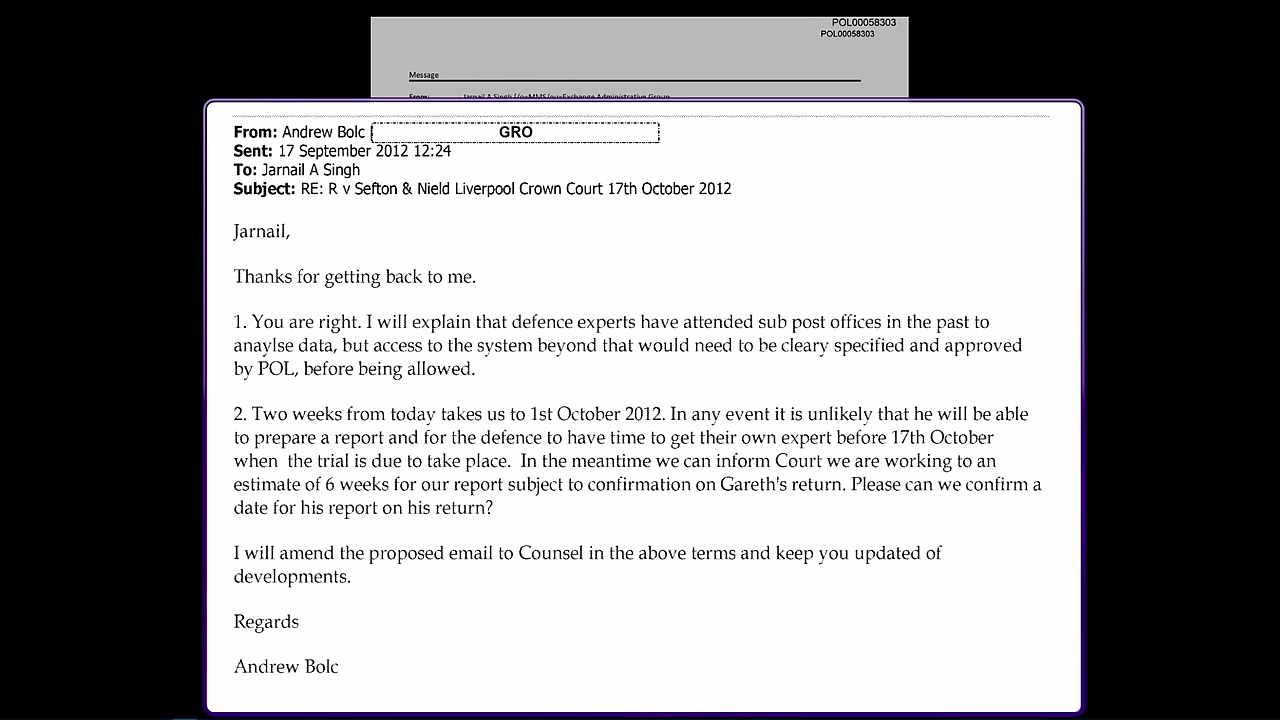 POL00058303
POL00058303
Message
From: Jarnail A Singh [/o=MMS/ou=Exchange Administrative Group
From: Andrew Bolc GRO
Sent: 17 September 2012 12:24
To: Jarnail A Singh
Subject: RE: R v Sefton & Nield Liverpool Crown Court 17th October 2012
Jarnail,
Thanks for getting back to me.
1. You are right. I will explain that defence experts have attended sub post offices in the past to
anaylse data, but access to the system beyond that would need to be cleary specified and approved
by POL, before being allowed.
2. Two weeks from today takes us to 1st October 2012. In any event it is unlikely that he will be able
to prepare a report and for the defence to have time to get their own expert before 17th October
when the trial is due to take place. In the meantime we can inform Court we are working to an
estimate of 6 weeks for our report subject to confirmation on Gareth's return. Please can we confirm a
date for his report on his return?
I will amend the proposed email to Counsel in the above terms and keep you updated of
developments.
Regards
Andrew Bolc